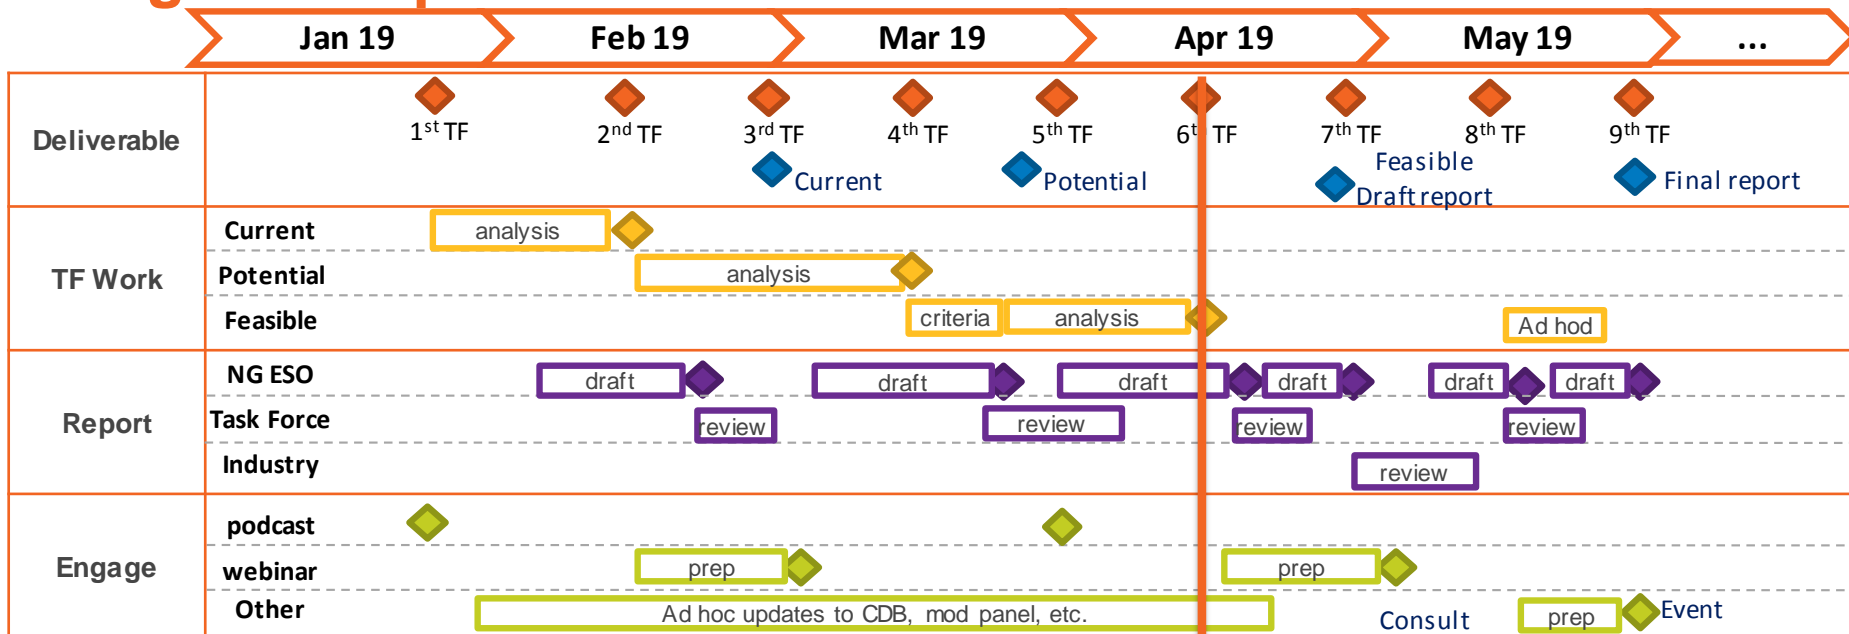 Jan 19 Feb 19 Mar 19 Apr 19 May 19 ...
Deliverable
1st TF 2nd TF 3rd TF 4th TF 5th TF 6th TF 7th TF 8th TF 9th TF
Current Potential Feasible Final report
Draft report
TF Work
Current analysis
Potential analysis
Feasible criteria analysis Ad hod
Report
NG ESO draft draft draft draft draft draft
Task Force review review review review
Industry review
Engage
podcast
webinar prep prep
Other Ad hoc updates to CDB, mod panel, etc. Consult prep Event